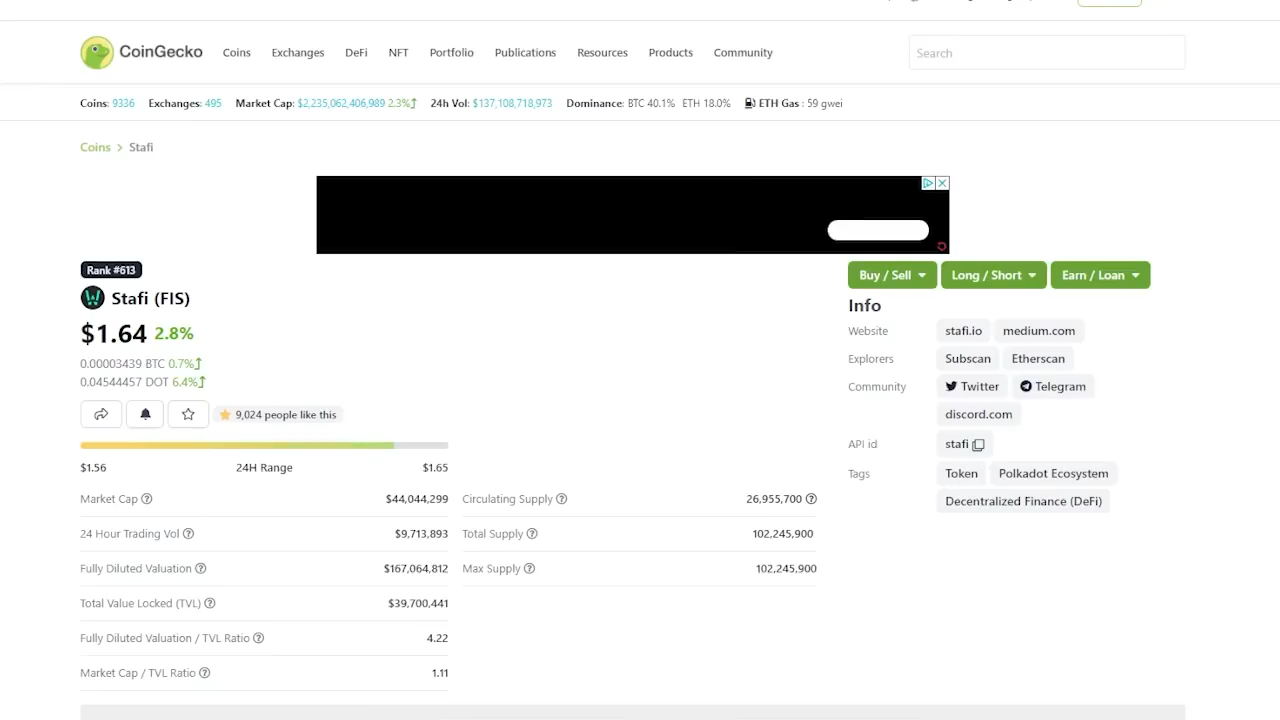 CoinGecko Coins Exchanges DeFi NFT Portfolio Publications Resources Products Community Search
Coins: 9336 Exchanges: 495 Market Cap: $2,235,062,406,989 2.3% 24h Vol: $137,108,718,973 Dominance: BTC 40.1% ETH 18.0% ETH Gas : 59 gwei
Coins > Stafi
Rank #613
Stafi (FIS)
$1.64 2.8%
0.00003439 BTC 0.7%
0.04544457 DOT 6.4%
9,024 people like this
$1.56 24H Range $1.65
Market Cap $44,044,299
24 Hour Trading Vol $9,713,893
Fully Diluted Valuation $167,064,812
Total Value Locked (TVL) $39,700,441
Fully Diluted Valuation / TVL Ratio 4.22
Market Cap / TVL Ratio 1.11
Circulating Supply 26,955,700
Total Supply 102,245,900
Max Supply 102,245,900
Buy / Sell Long / Short Earn / Loan
Info
Website stafi.io medium.com
Explorers Subscan Etherscan
Community Twitter Telegram
discord.com
API id stafi
Tags Token Polkadot Ecosystem
Decentralized Finance (DeFi)